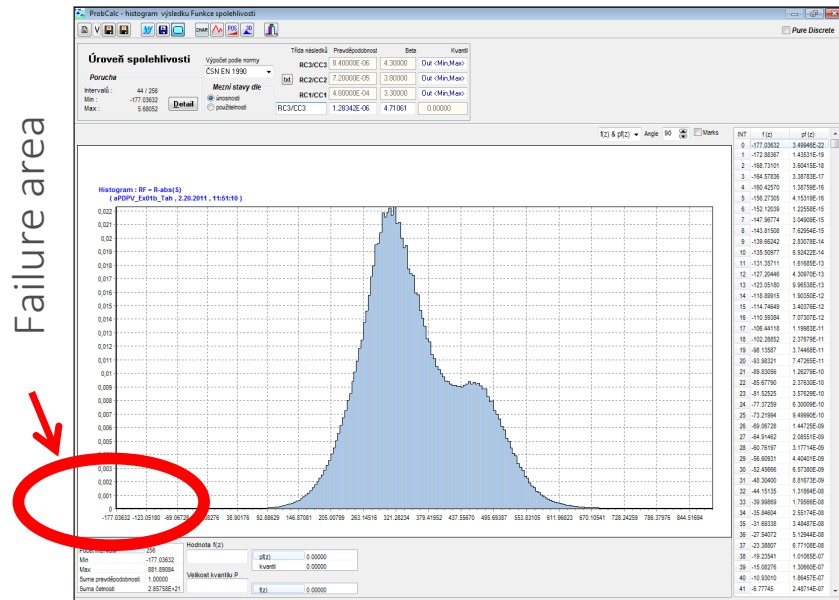 Failure area
ProbCalc - histogram výsledku Funkce spolehlivosti
CHAR POS 3D
Pure Discrete
Úroveň spolehlivosti
Porucha
Intervalů : 44 / 256
Min : -177.03632
Max : 5.68052
Detail
Výpočet podle normy
ČSN EN 1990
Mezní stavy dle
únosnosti
použitelnosti
Třída následků Pravděpodobnost Beta Kvantil
RC3/CC3 8.40000E-06 4.30000 Out <Min,Max>
txt RC2/CC2 7.20000E-05 3.80000 Out <Min,Max>
RC1/CC1 4.80000E-04 3.30000 Out <Min,Max>
RC3/CC3 1.28342E-06 4.71061 0.00000
f(z) & pf(z) Angle 90 Marks
Histogram : RF = R-abs(S)
( aPDPV_Ex01b_Tah , 2.20.2011 , 11:51:10 )
0,022
0,021
0,02
0,019
0,018
0,017
0,016
0,015
0,014
0,013
0,012
0,011
0,01
0,009
0,008
0,007
0,006
0,005
0,003
0,002
0,001
0
-177.03632 -123.05180 -69.06728 38.90176 92.88629 146.87081 205.00799 263.14516 321.28234 379.41952 437.55670 495.69387 553.83105 611.96823 670.10541 728.24259 786.37976 844.51694
INT f (z) pf (z)
0 -177.03632 3.49946E-22
1 -172.88367 1.43531E-19
2 -168.73101 3.60415E-18
3 -164.57836 3.38783E-17
4 -160.42570 1.38759E-16
5 -156.27305 4.15319E-16
6 -152.12039 1.22558E-15
7 -147.96774 3.04909E-15
8 -143.81508 7.62954E-15
9 -139.66242 2.83078E-14
10 -135.50977 6.92422E-14
11 -131.35711 1.61685E-13
12 -127.20446 4.30970E-13
13 -123.05180 9.96538E-13
14 -118.89915 1.90350E-12
15 -114.74649 3.40376E-12
16 -110.59384 7.07307E-12
17 -106.44118 1.19983E-11
18 -102.28852 2.37679E-11
19 -98.13587 3.74468E-11
20 -93.98321 7.47265E-11
21 -89.83056 1.26279E-10
22 -85.67790 2.37630E-10
23 -81.52525 3.57629E-10
24 -77.37259 6.30009E-10
25 -73.21994 9.49990E-10
26 -69.06728 1.44725E-09
27 -64.91462 2.08551E-09
28 -60.76197 3.17714E-09
29 -56.60931 4.40401E-09
30 -52.45666 6.57380E-09
31 -48.30400 8.81673E-09
32 -44.15135 1.31864E-08
33 -39.99869 1.79566E-08
34 -35.84604 2.55174E-08
35 -31.69338 3.48487E-08
36 -27.54072 5.12944E-08
37 -23.38807 6.77108E-08
38 -19.23541 1.01065E-07
39 -15.08276 1.30660E-07
40 -10.93010 1.86457E-07
41 -6.77745 2.48714E-07
256
Min -177.03632
Max 881.89084
Suma pravděpodobností 1.00000
Suma četností 2.85758E+21
Hodnota f(z)
pf(z) 0.00000
kvantil 0.00000
Velikost kvantilu P
f(z) 0.00000